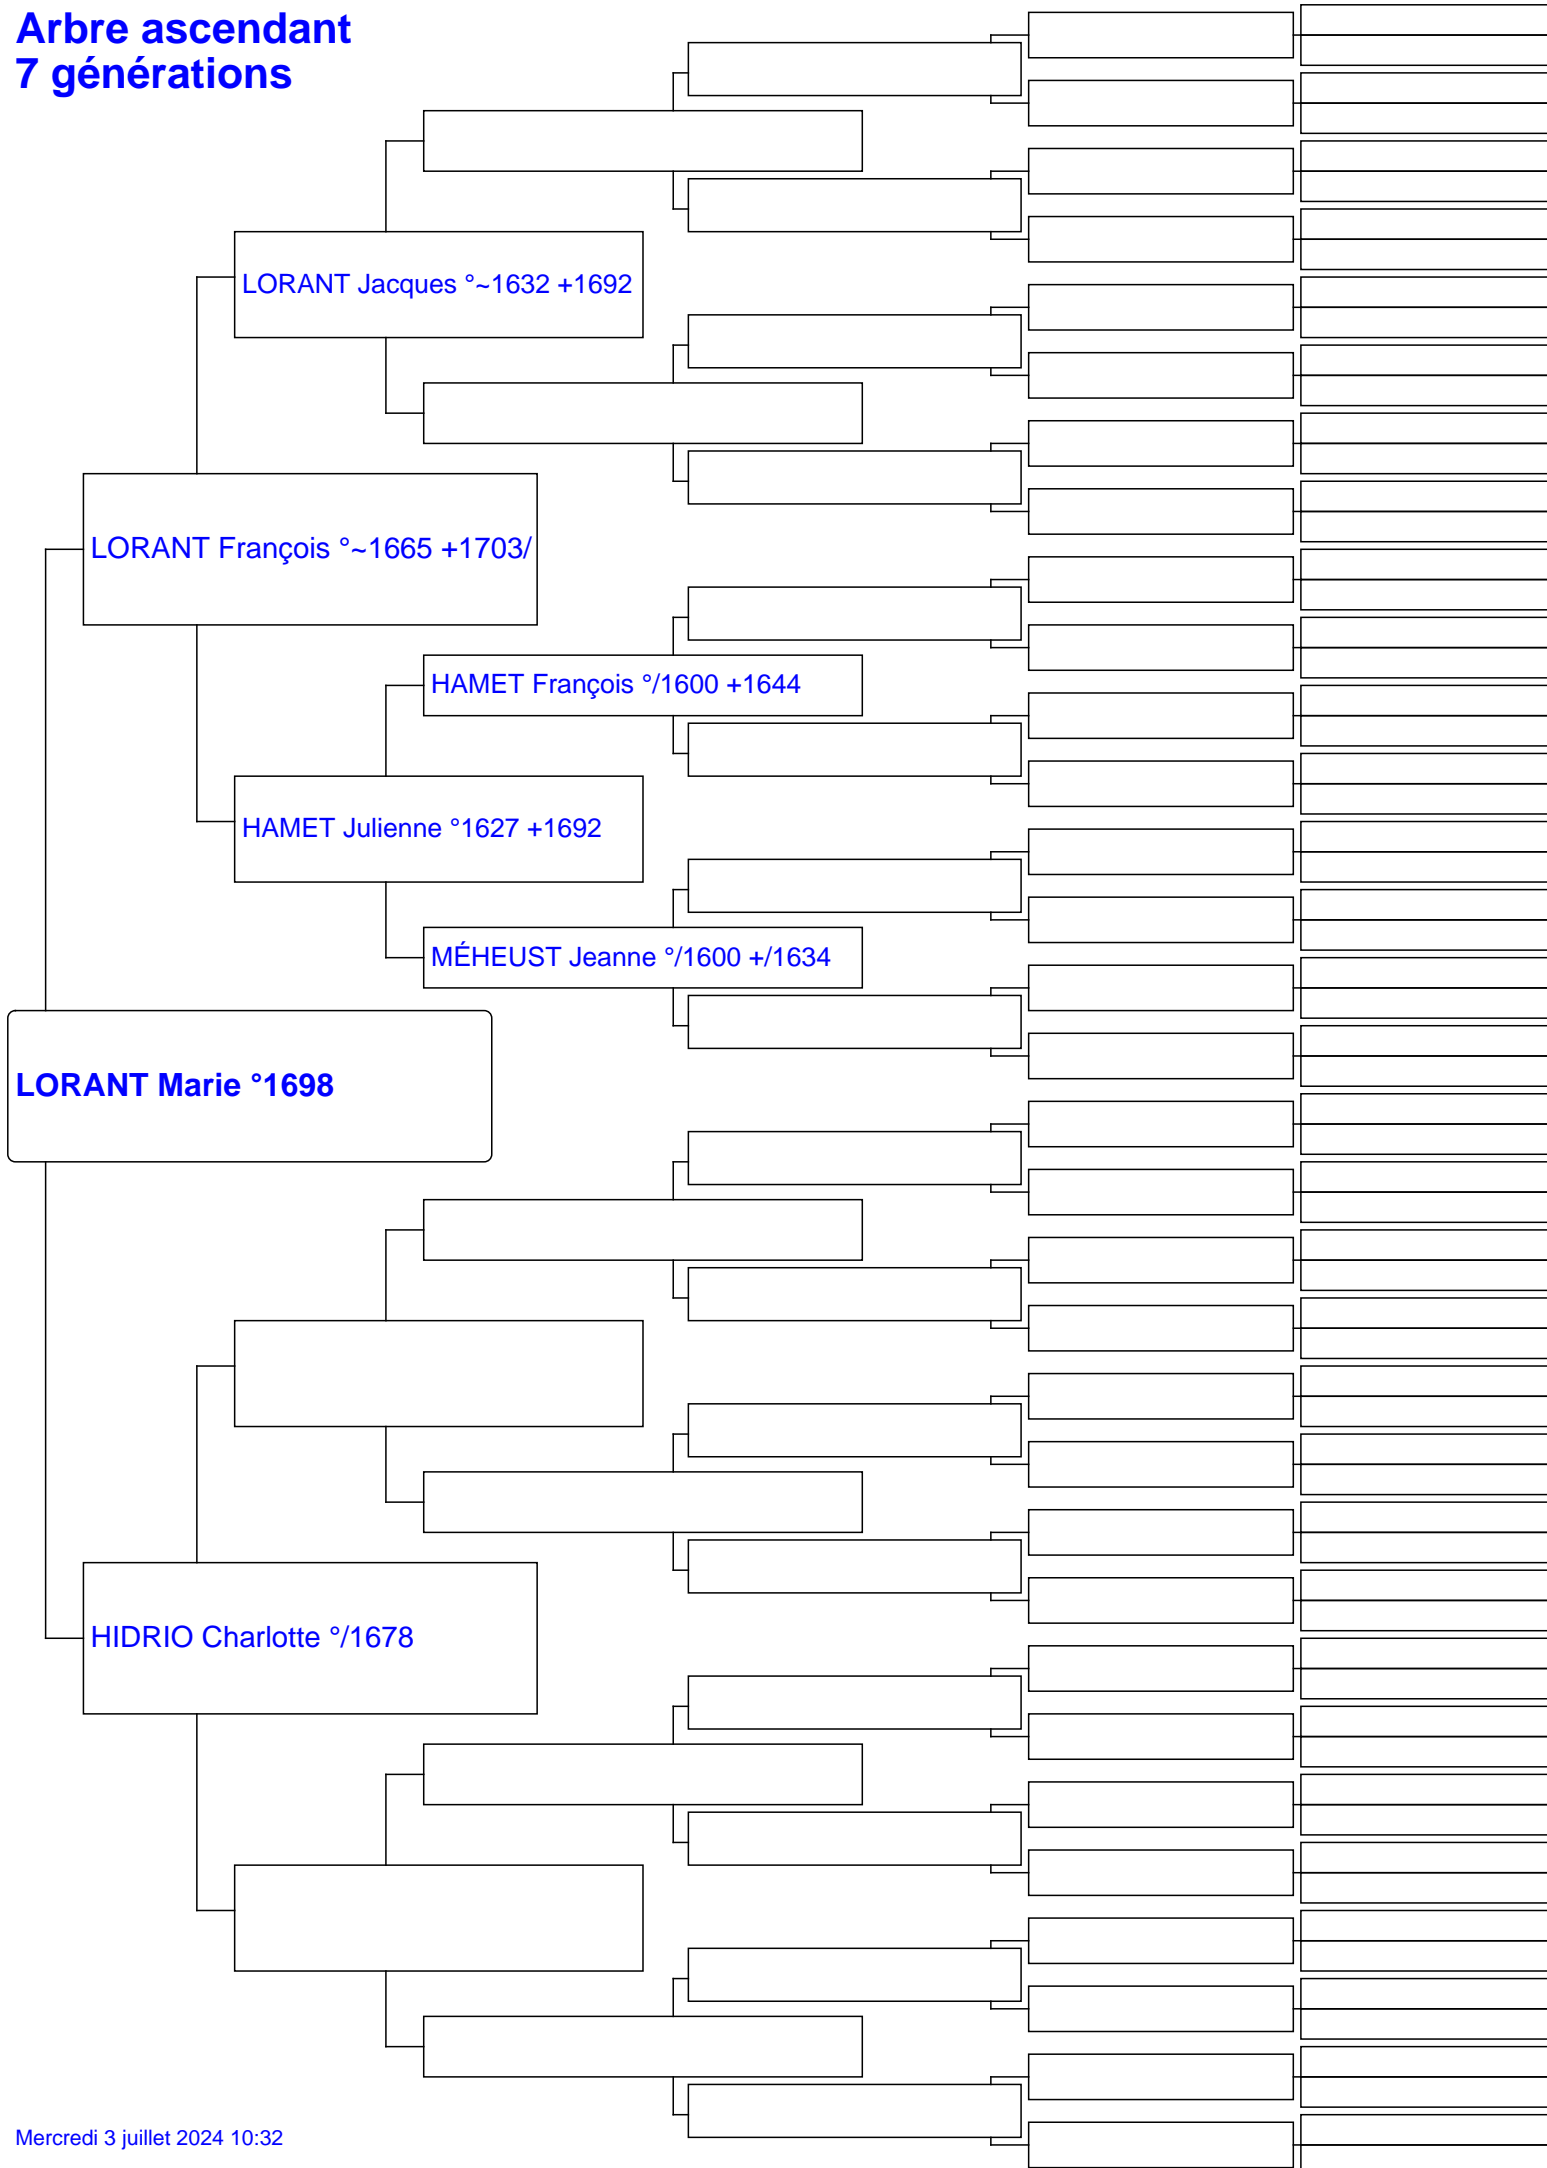 Arbre ascendant
7 générations
LORANT Jacques °~1632 +1692
LORANT François °~1665 +1703/
HAMET François °/1600 +1644
HAMET Julienne °1627 +1692
MÉHEUST Jeanne °/1600 +/1634
LORANT Marie °1698
HIDRIO Charlotte °/1678
Mercredi 3 juillet 2024 10:32